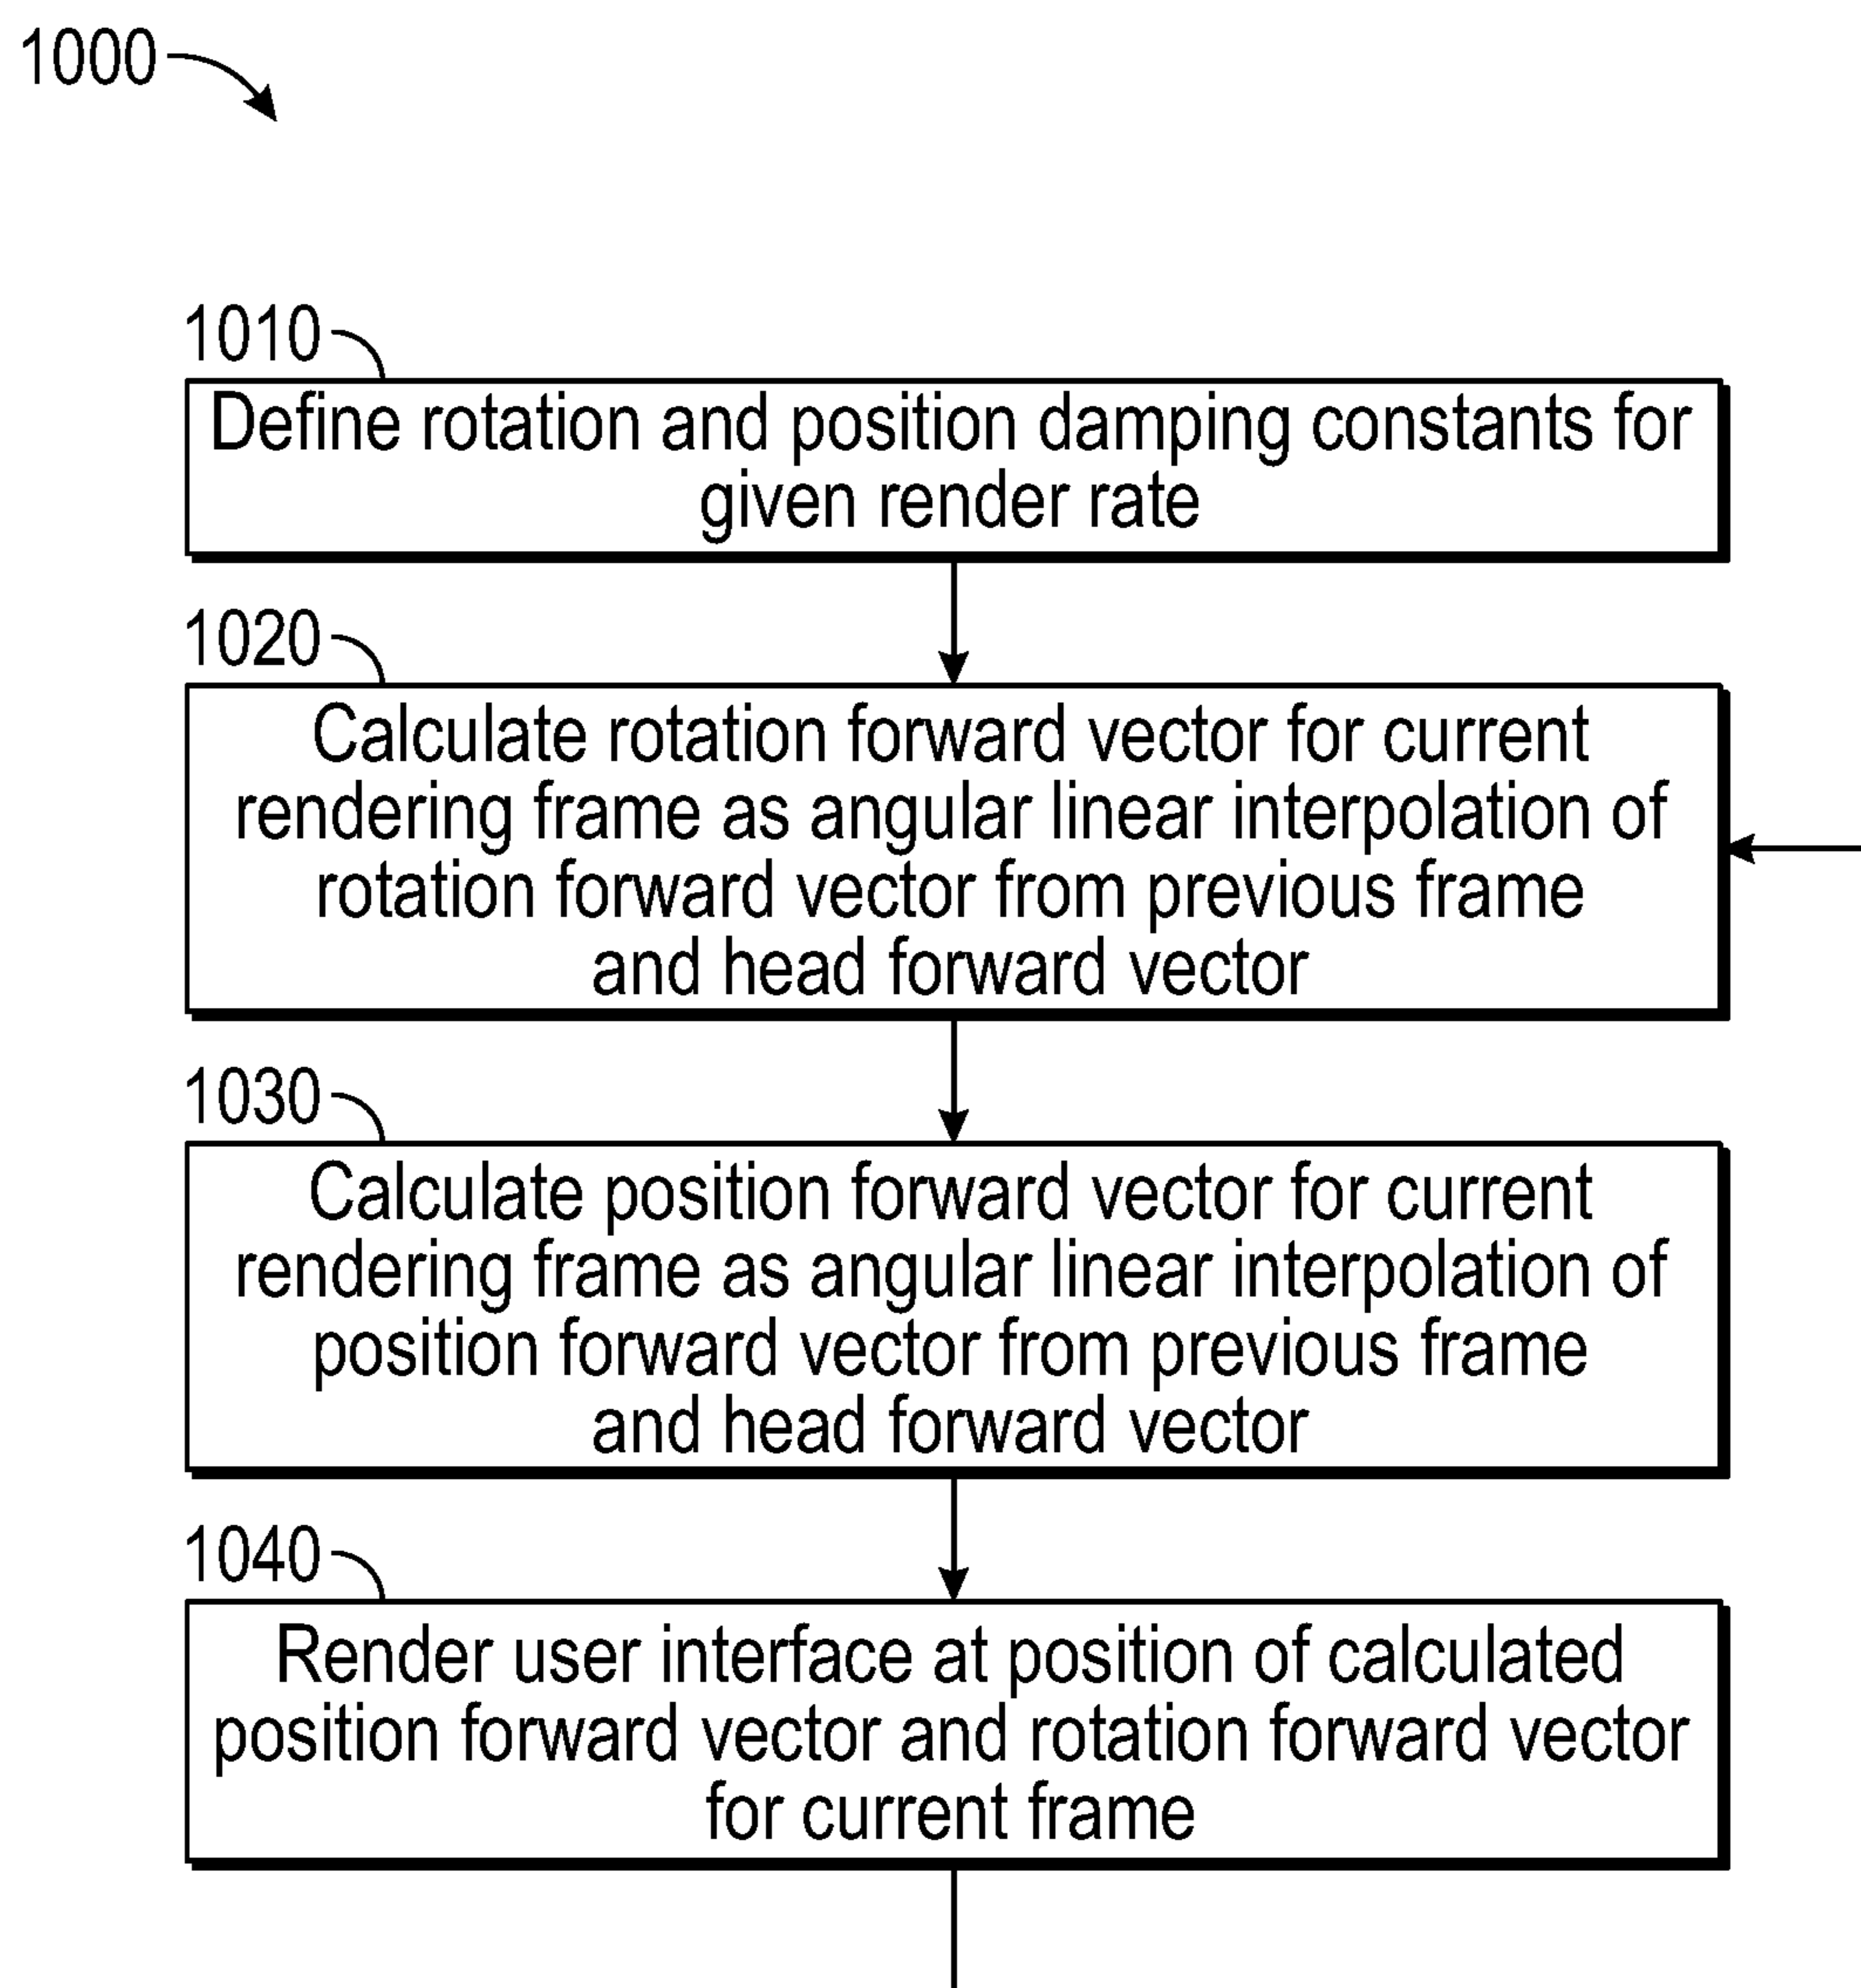 1000
1010
Define rotation and position damping constants for
given render rate
1020
Calculate rotation forward vector for current
rendering frame as angular linear interpolation of
rotation forward vector from previous frame
and head forward vector
1030
Calculate position forward vector for current
rendering frame as angular linear interpolation of
position forward vector from previous frame
and head forward vector
1040
Render user interface at position of calculated
position forward vector and rotation forward vector
for current frame